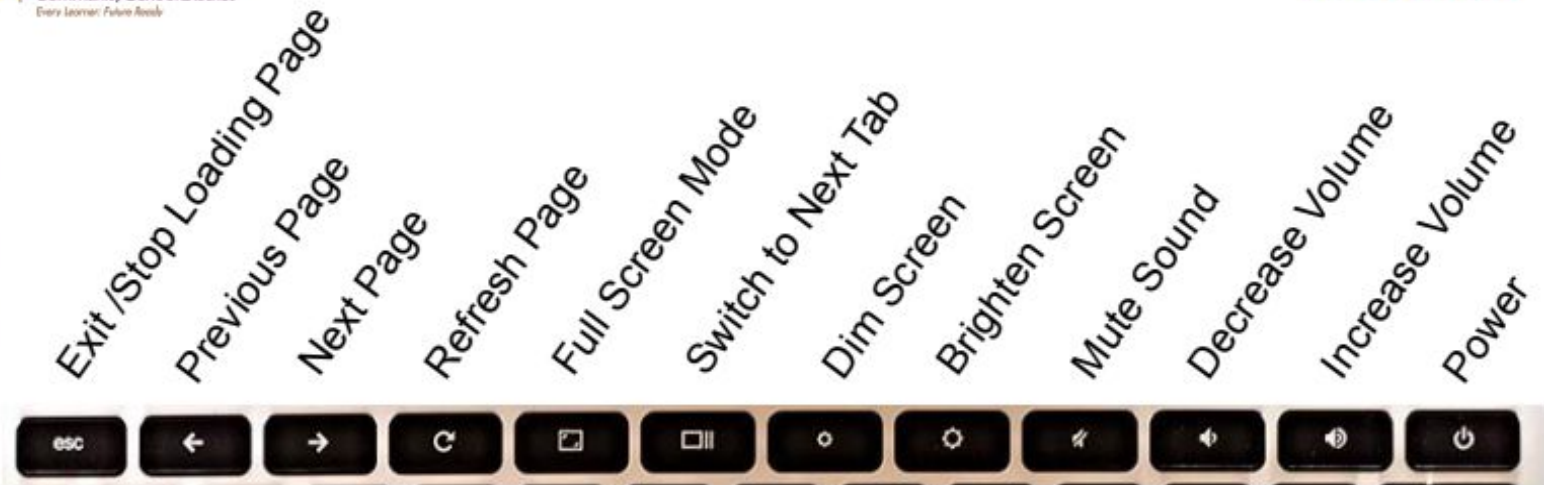 Every Learner: Future Ready
Exit /Stop Loading Page
Previous Page
Next Page
Refresh Page
Full Screen Mode
Switch to Next Tab
Dim Screen
Brighten Screen
Mute Sound
Decrease Volume
Increase Volume
Power
esc